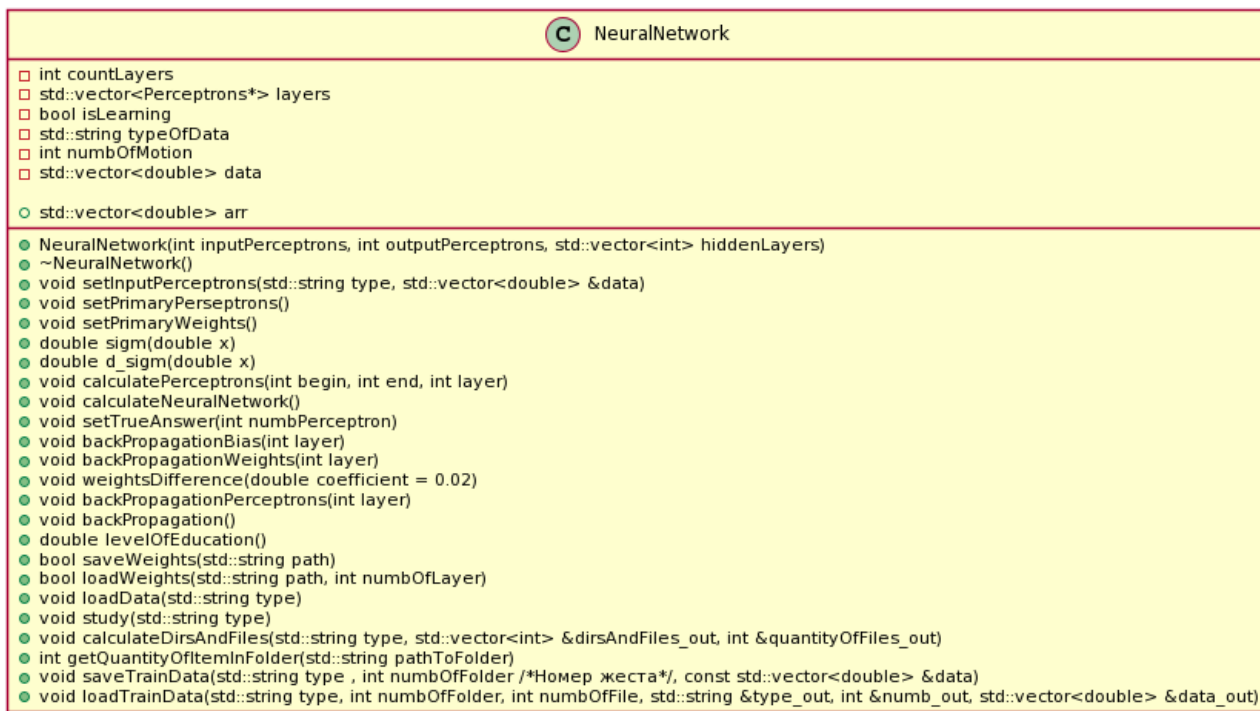 C NeuralNetwork
int countLayers
std::vector<Perceptrons*> layers
bool isLearning
std::string typeOfData
int numbOfMotion
std::vector<double> data
std::vector<double> arr
NeuralNetwork(int inputPerceptrons, int outputPerceptrons, std::vector<int> hiddenLayers)
~NeuralNetwork()
void setInputPerceptrons(std::string type, std::vector<double> &data)
void setPrimaryPerseptrons()
void setPrimaryWeights()
double sigm(double x)
double d_sigm(double x)
void calculatePerceptrons(int begin, int end, int layer)
void calculateNeuralNetwork()
void setTrueAnswer(int numbPerceptron)
void backPropagationBias(int layer)
void backPropagationWeights(int layer)
void weightsDifference(double coefficient = 0.02)
void backPropagationPerceptrons(int layer)
void backPropagation()
double levelOfEducation()
bool saveWeights(std::string path)
bool loadWeights(std::string path, int numbOfLayer)
void loadData(std::string type)
void study(std::string type)
void calculateDirsAndFiles(std::string type, std::vector<int> &dirsAndFiles_out, int &quantityOfFiles_out)
int getQuantityOfItemInFolder(std::string pathToFolder)
void saveTrainData(std::string type , int numbOfFolder /*Номер жеста*/, const std::vector<double> &data)
void loadTrainData(std::string type, int numbOfFolder, int numbOfFile, std::string &type_out, int &numb_out, std::vector<double> &data_out)